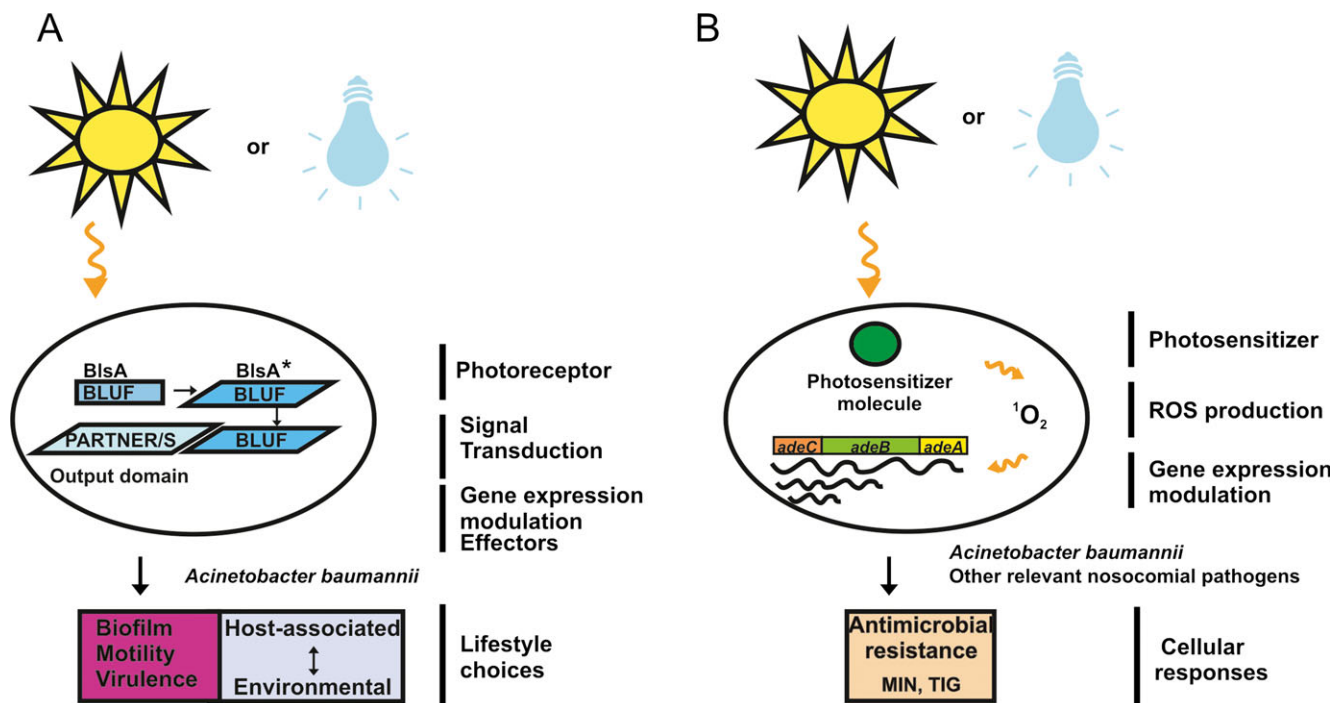 A
or
BlsA
BLUF
BlsA*
BLUF
PARTNER/S
BLUF
Output domain
Photoreceptor
Signal
Transduction
Gene expression
modulation
Effectors
Acinetobacter baumannii
Biofilm
Motility
Virulence
Host-associated
Environmental
Lifestyle
choices
B
or
Photosensitizer
molecule
¹O₂
adeC adeB adeA
Photosensitizer
ROS production
Gene expression
modulation
Acinetobacter baumannii
Other relevant nosocomial pathogens
Antimicrobial
resistance
MIN, TIG
Cellular
responses